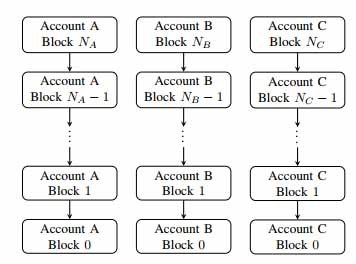 Account A
Block N_A
Account B
Block N_B
Account C
Block N_C
Account A
Block N_A − 1
Account B
Block N_B − 1
Account C
Block N_C − 1
Account A
Block 1
Account B
Block 1
Account C
Block 1
Account A
Block 0
Account B
Block 0
Account C
Block 0